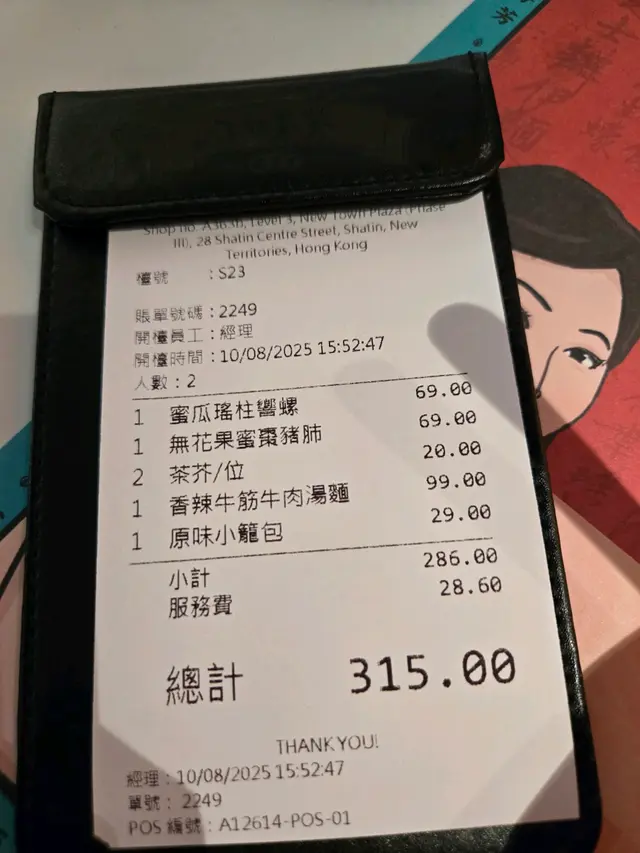 Shop no. A363b, Level 3, New Town Plaza (Phase
III), 28 Shatin Centre Street, Shatin, New
Territories, Hong Kong
檯號 : S23
賬單號碼 : 2249
開檯員工 : 經理
開檯時間 : 10/08/2025 15:52:47
人數 : 2
1 蜜瓜瑤柱響螺 69.00
1 無花果蜜棗豬肺 69.00
2 茶芥/位 20.00
1 香辣牛筋牛肉湯麵 99.00
1 原味小籠包 29.00
小計 286.00
服務費 28.60
總計 315.00
THANK YOU!
經理 : 10/08/2025 15:52:47
單號 : 2249
POS 編號 : A12614-POS-01